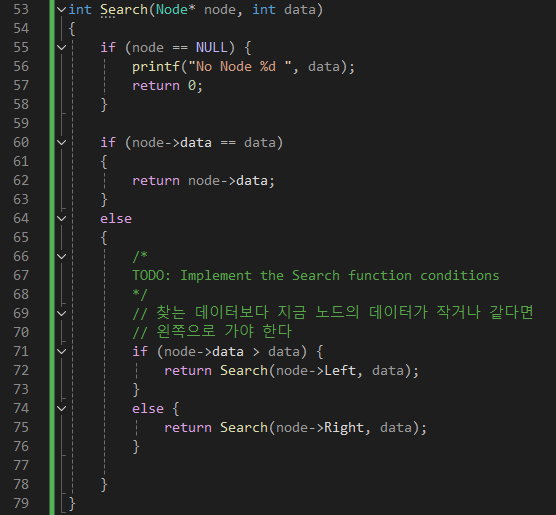 53 int Search(Node* node, int data)
54 {
55 if (node == NULL) {
56 printf("No Node %d ", data);
57 return 0;
58 }
59
60 if (node->data == data)
61 {
62 return node->data;
63 }
64 else
65 {
66 /*
67 TODO: Implement the Search function conditions
68 */
69 // 찾는 데이터보다 지금 노드의 데이터가 작거나 같다면
70 // 왼쪽으로 가야 한다
71 if (node->data > data) {
72 return Search(node->Left, data);
73 }
74 else {
75 return Search(node->Right, data);
76 }
77
78 }
79 }